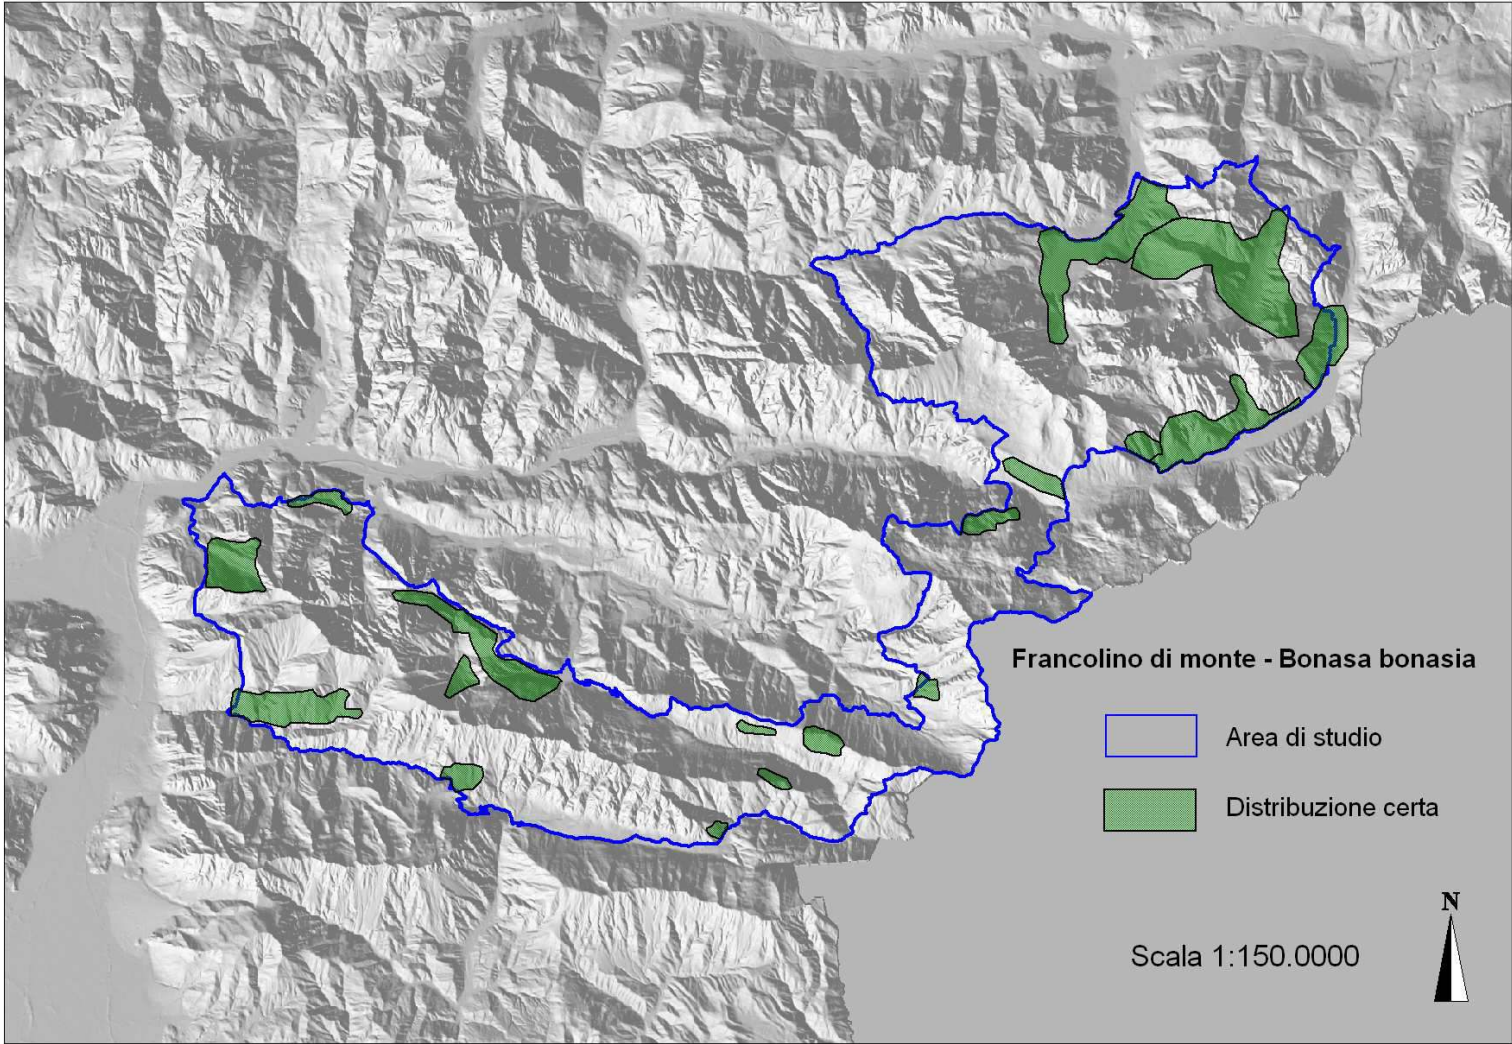 Francolino di monte - Bonasa bonasia
Area di studio
Distribuzione certa
N
Scala 1:150.0000